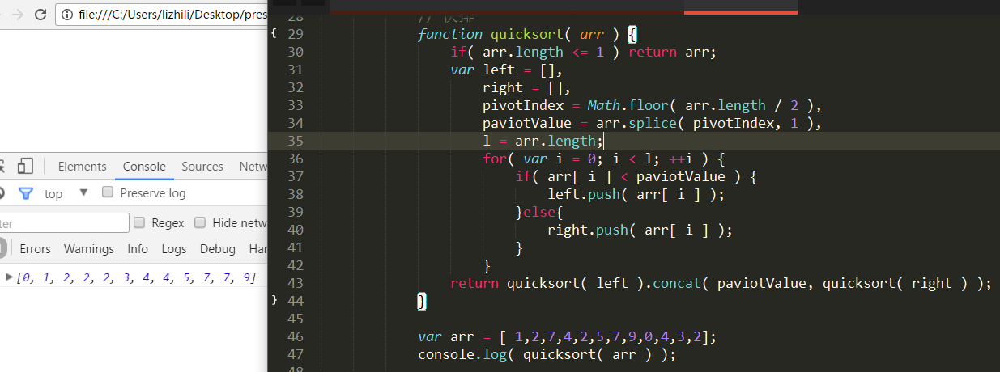 file:///C:/Users/lizhili/Desktop/pres
Elements Console Sources Netw
top ▼ Preserve log
ter Regex Hide netw
Errors Warnings Info Logs Debug Han
▶[0, 1, 2, 2, 2, 3, 4, 4, 5, 7, 7, 9]
28 //
{ 29 function quicksort( arr ) {
30 if( arr.length <= 1 ) return arr;
31 var left = [],
32 right = [],
33 pivotIndex = Math.floor( arr.length / 2 ),
34 paviotValue = arr.splice( pivotIndex, 1 ),
35 l = arr.length;
36 for( var i = 0; i < l; ++i ) {
37 if( arr[ i ] < paviotValue ) {
38 left.push( arr[ i ] );
39 }else{
40 right.push( arr[ i ] );
41 }
42 }
43 return quicksort( left ).concat( paviotValue, quicksort( right ) );
} 44 }
45
46 var arr = [ 1,2,7,4,2,5,7,9,0,4,3,2];
47 console.log( quicksort( arr ) );
48